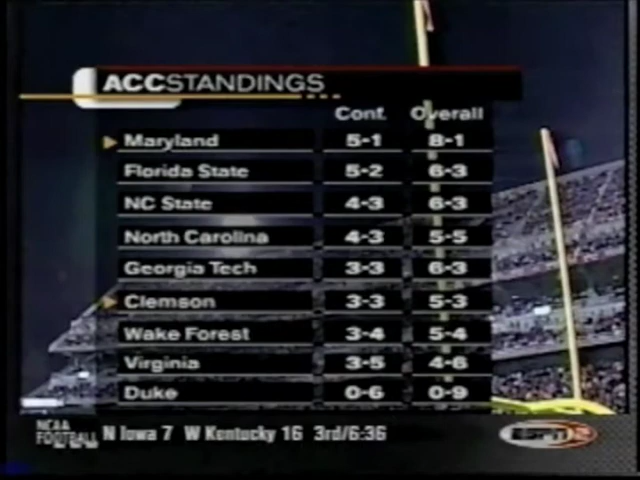 ACCSTANDINGS
Conf. Overall
Maryland 5-1 8-1
Florida State 5-2 6-3
NC State 4-3 6-3
North Carolina 4-3 5-5
Georgia Tech 3-3 6-3
Clemson 3-3 5-3
Wake Forest 3-4 5-4
Virginia 3-5 4-6
Duke 0-6 0-9
NCAA
FOOTBALL N Iowa 7 W Kentucky 16 3rd/6:36
ESPN 2